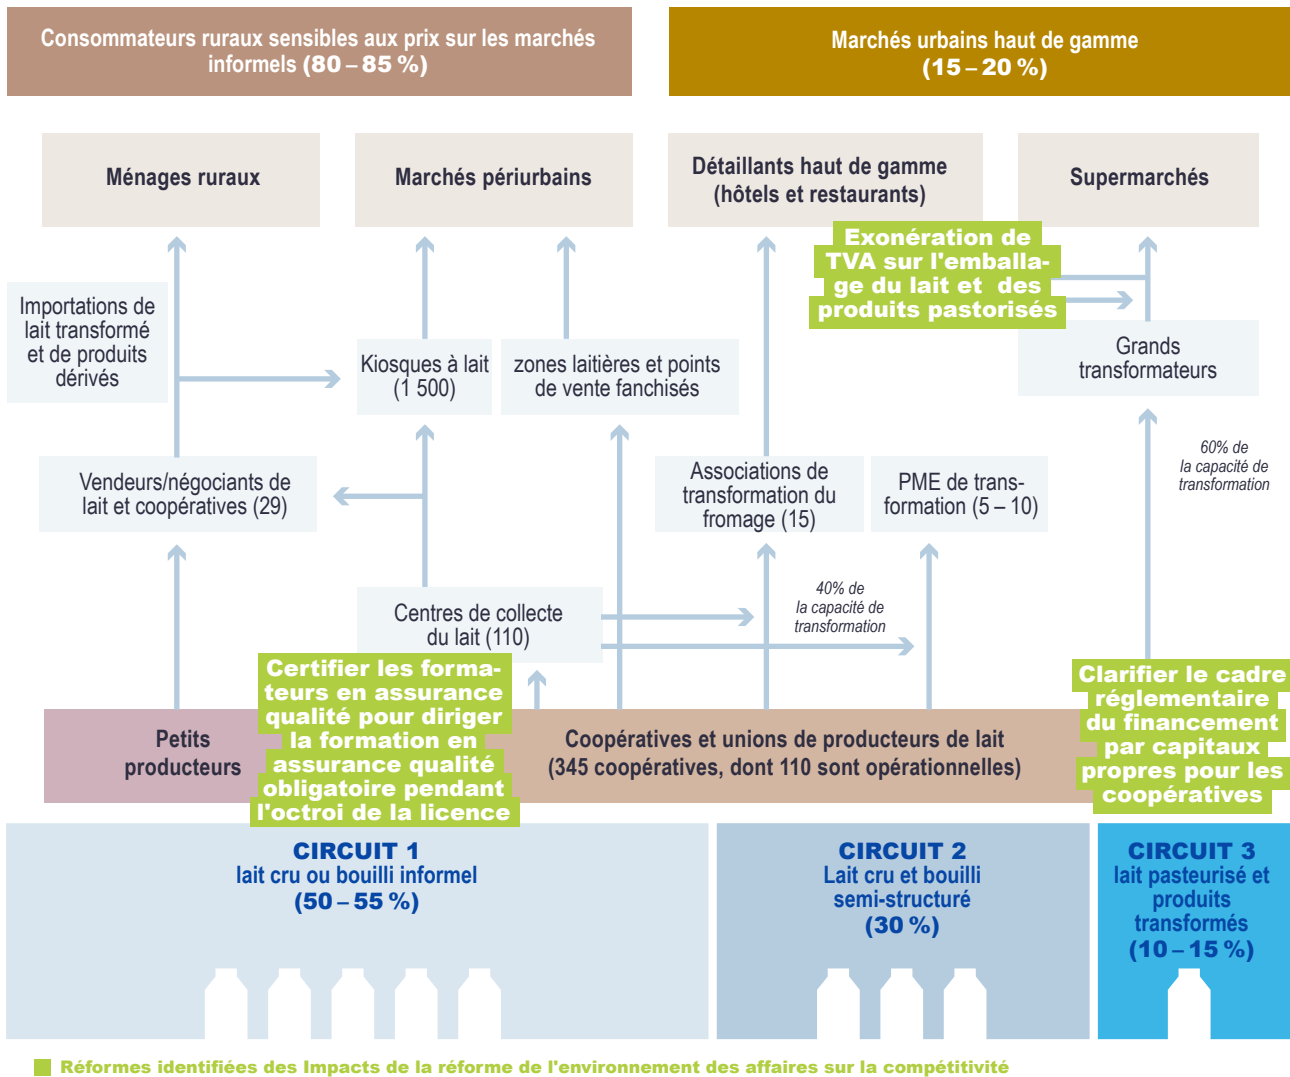 Consommateurs ruraux sensibles aux prix sur les marchés
informels (80 – 85 %)
Marchés urbains haut de gamme
(15 – 20 %)
Ménages ruraux
Marchés périurbains
Détaillants haut de gamme
(hôtels et restaurants)
Supermarchés
Exonération de
TVA sur l'emballa-
ge du lait et des
produits pastorisés
Importations de
lait transformé
et de produits
dérivés
Kiosques à lait
(1 500)
zones laitières et points
de vente fanchisés
Grands
transformateurs
60% de
la capacité de
transformation
Vendeurs/négociants de
lait et coopératives (29)
Associations de
transformation du
fromage (15)
PME de trans-
formation (5 – 10)
Centres de collecte
du lait (110)
40% de
la capacité de
transformation
Certifier les forma-
teurs en assurance
qualité pour diriger
la formation en
assurance qualité
obligatoire pendant
l'octroi de la licence
Clarifier le cadre
réglementaire
du financement
par capitaux
propres pour les
coopératives
Petits
producteurs
Coopératives et unions de producteurs de lait
(345 coopératives, dont 110 sont opérationnelles)
CIRCUIT 1
lait cru ou bouilli informel
(50 – 55 %)
CIRCUIT 2
Lait cru et bouilli
semi-structuré
(30 %)
CIRCUIT 3
lait pasteurisé et
produits
transformés
(10 – 15 %)
Réformes identifiées des Impacts de la réforme de l'environnement des affaires sur la compétitivité